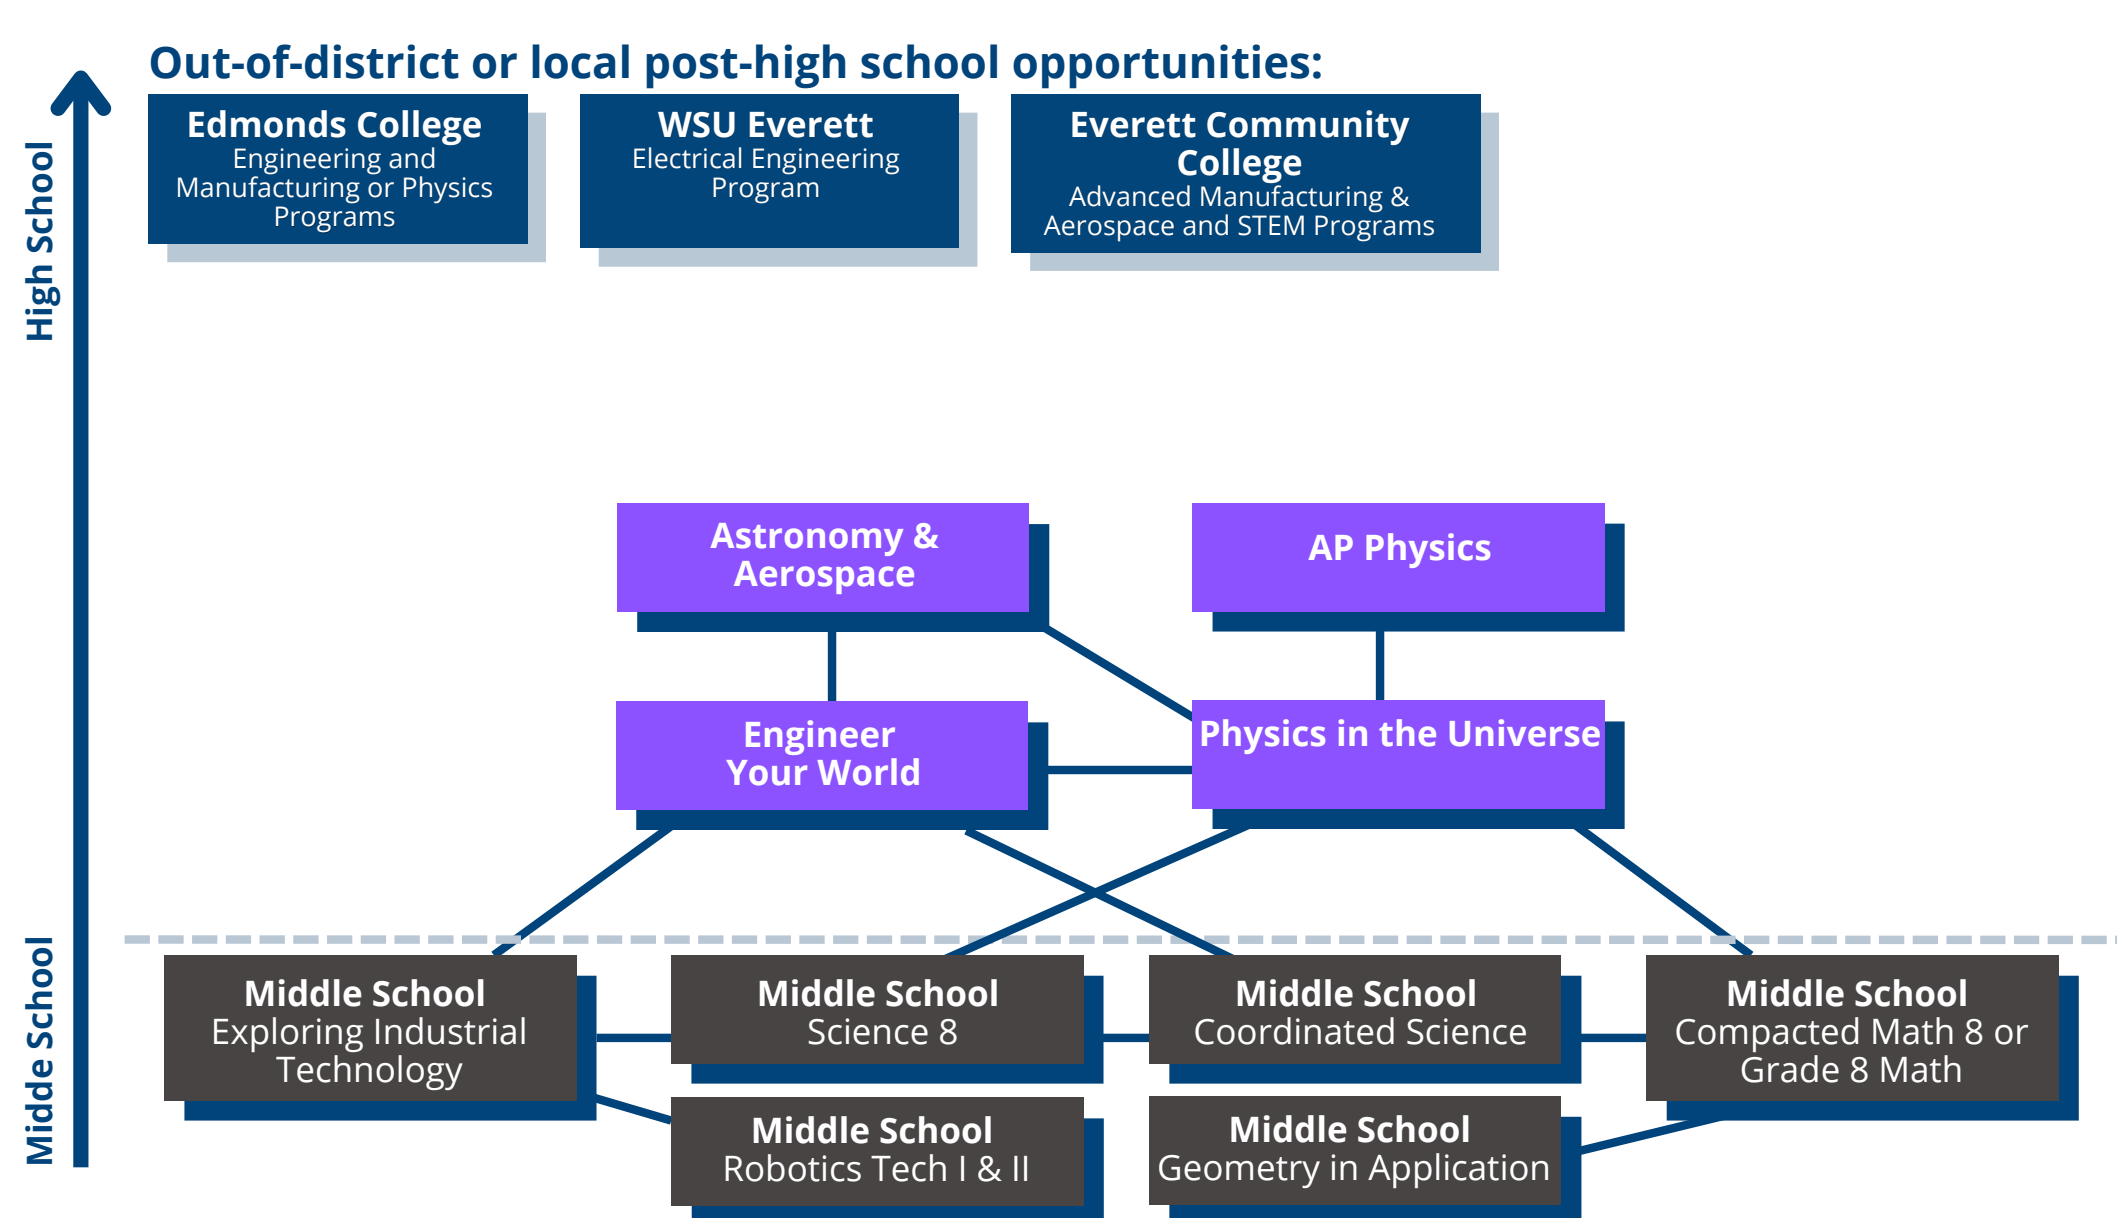 Out-of-district or local post-high school opportunities:
Edmonds College
Engineering and
Manufacturing or Physics
Programs
WSU Everett
Electrical Engineering
Program
Everett Community
College
Advanced Manufacturing &
Aerospace and STEM Programs
High School
Astronomy &
Aerospace
AP Physics
Engineer
Your World
Physics in the Universe
Midde School
Middle School
Exploring Industrial
Technology
Middle School
Science 8
Middle School
Coordinated Science
Middle School
Compacted Math 8 or
Grade 8 Math
Middle School
Robotics Tech I & II
Middle School
Geometry in Application